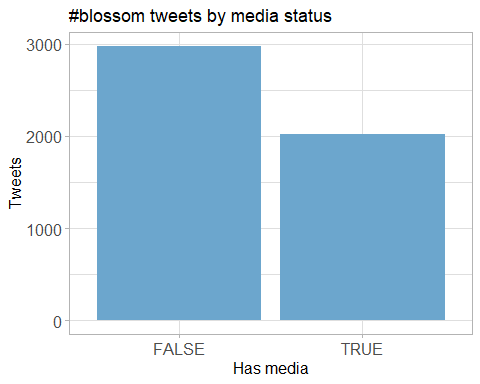 #blossom tweets by media status
3000
2000
1000
0
Tweets
FALSE TRUE
Has media